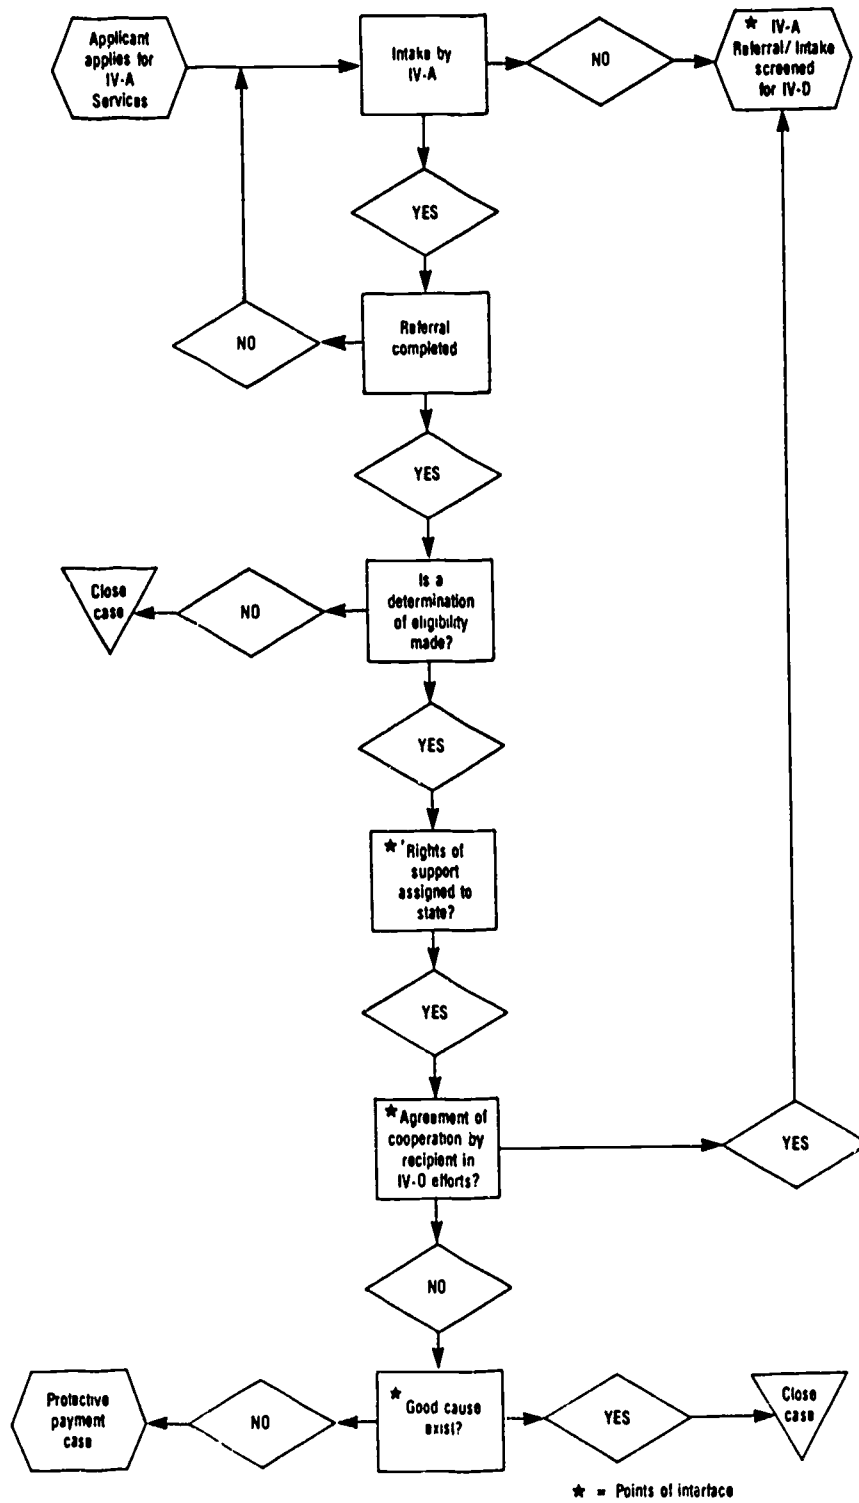 Applicant
applies for
IV-A
Services
Intake by
IV-A
NO
★ IV-A
Referral/Intake
screened
for IV-D
YES
NO
Referral
completed
YES
Close
case
NO
Is a
determination
of eligibility
made?
YES
★ 'Rights of
support
assigned to
state?
YES
★ Agreement of
cooperation by
recipient in
IV-D efforts?
YES
NO
Protective
payment
case
NO
★ Good cause
exist?
YES
Close
case
★ = Points of interface